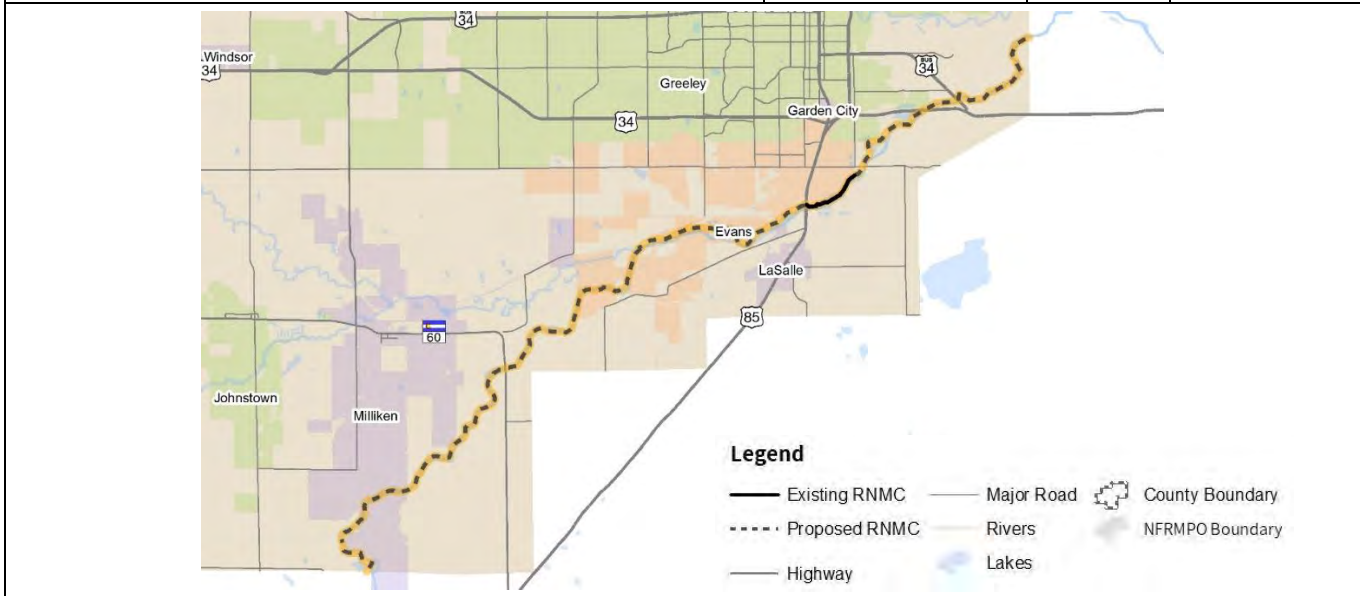 34
Windsor
34
Greeley
BUS
34
Garden City
34
Evans
LaSalle
85
60
Johnstown
Milliken
Legend
Existing RNMC
Major Road
County Boundary
Proposed RNMC
Rivers
NFRMPO Boundary
Highway
Lakes